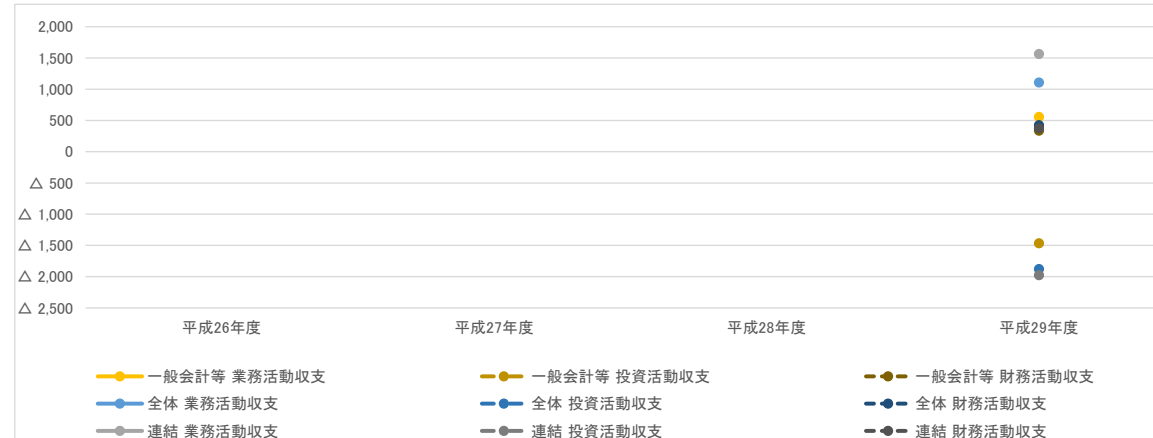 2,000
1,500
1,000
500
0
△ 500
△ 1,000
△ 1,500
△ 2,000
△ 2,500
平成26年度 平成27年度 平成28年度 平成29年度
一般会計等 業務活動収支 一般会計等 投資活動収支 一般会計等 財務活動収支
全体 業務活動収支 全体 投資活動収支 全体 財務活動収支
連結 業務活動収支 連結 投資活動収支 連結 財務活動収支